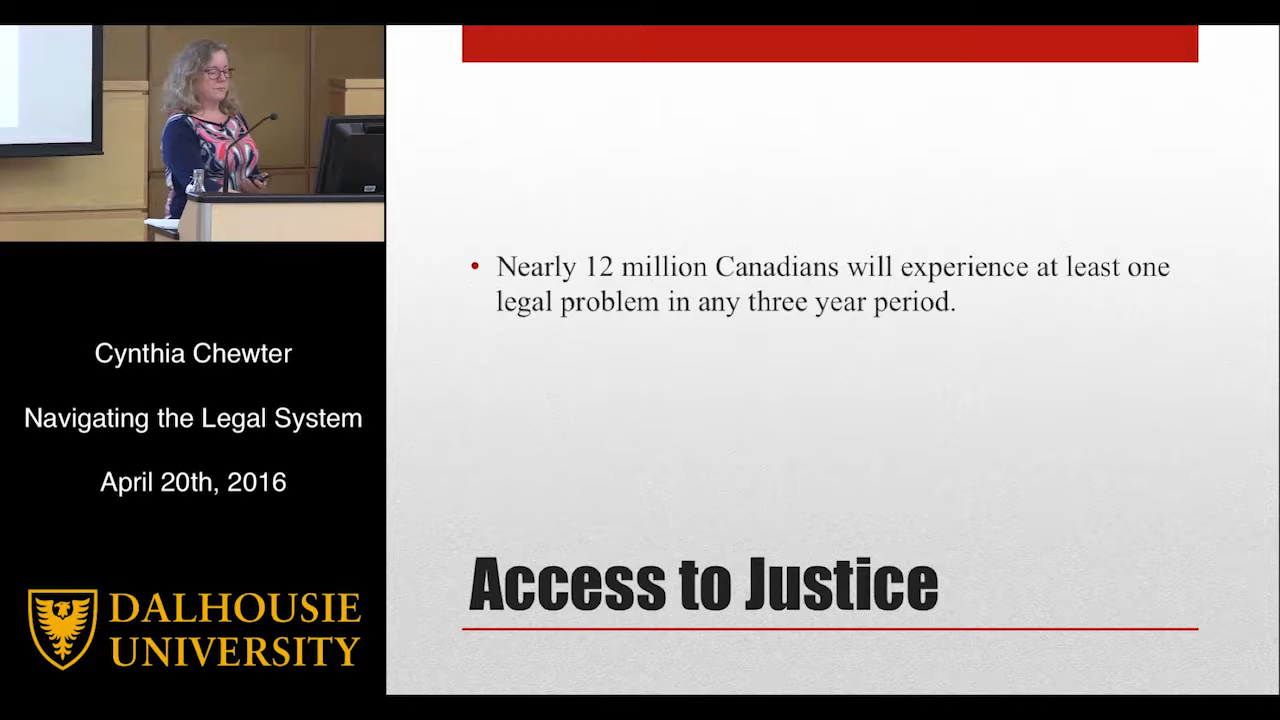 Cynthia Chewter
Navigating the Legal System
April 20th, 2016
DALHOUSIE
UNIVERSITY
• Nearly 12 million Canadians will experience at least one
legal problem in any three year period.
Access to Justice